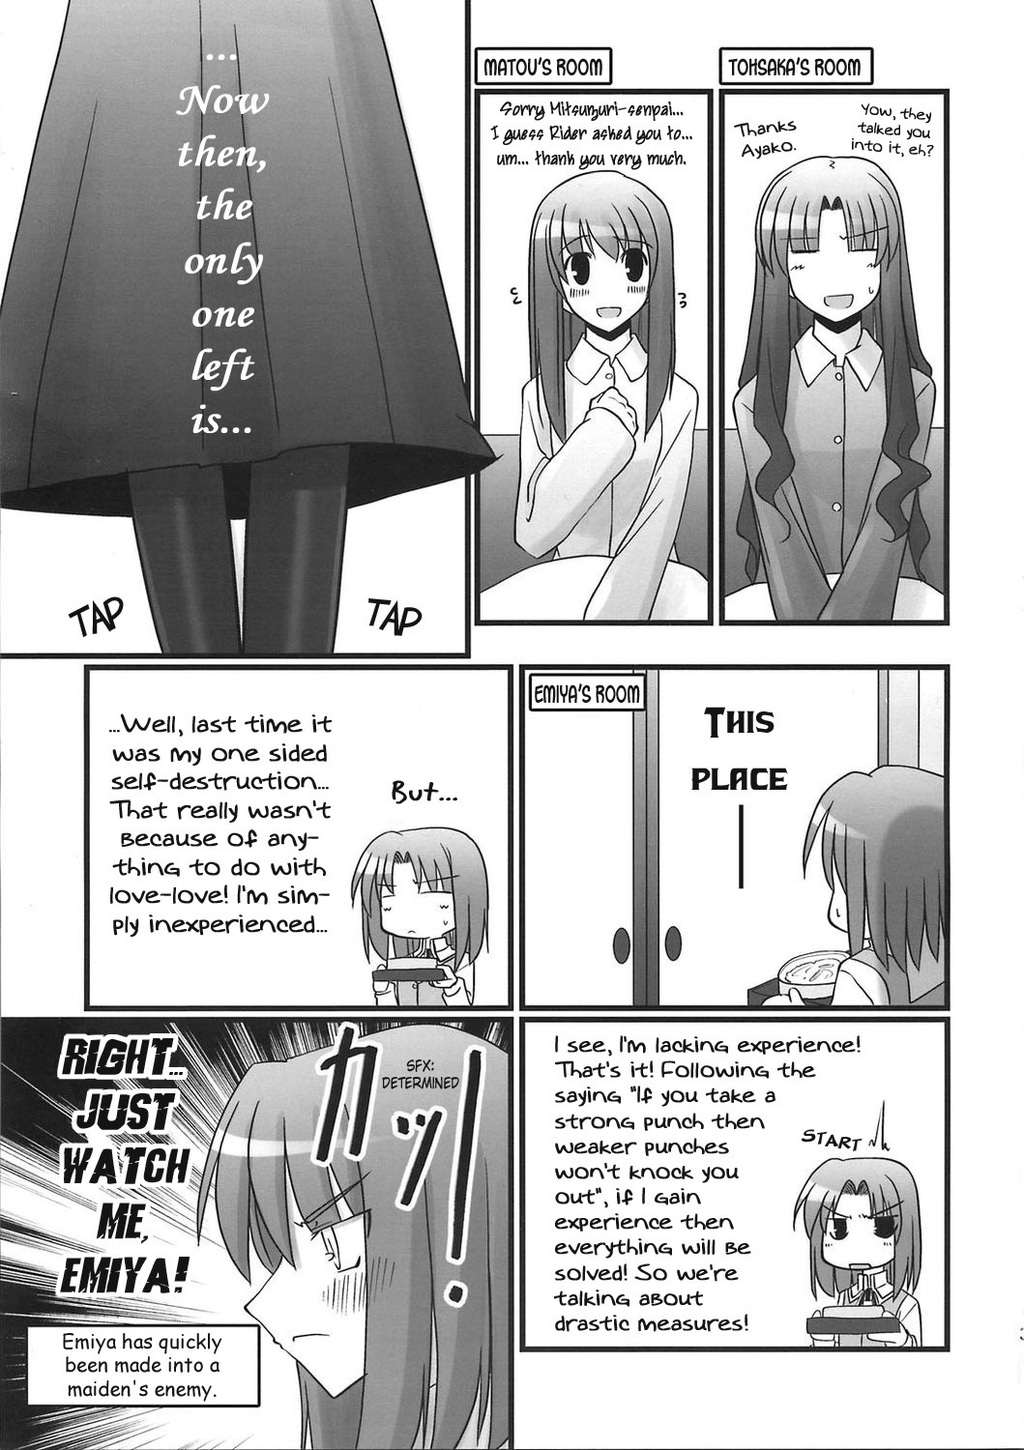 TOHSAKA'S ROOM
Yow, they
talked you
into it, eh?
Thanks
Ayako.
MATOU'S ROOM
Sorry Mitsuzuri-senpai...
I guess Rider asked you to...
um... thank you very much.
...
Now
then,
the
only
one
left
is...
TAP
TAP
EMIYA'S ROOM
THIS
PLACE
...Well, last time it
was my one sided
self-destruction...
That really wasn't
because of any-
thing to do with
love-love! I'm sim-
ply inexperienced...
But...
I see, I'm lacking experience!
That's it! Following the
saying "If you take a
strong punch then
weaker punches
won't knock you
out", if I gain
experience then
everything will be
solved! So we're
talking about
drastic measures!
START
ガッ!!
SFX:
DETERMINED
RIGHT...
JUST
WATCH
ME,
EMIYA!
Emiya has quickly
been made into a
maiden's enemy.